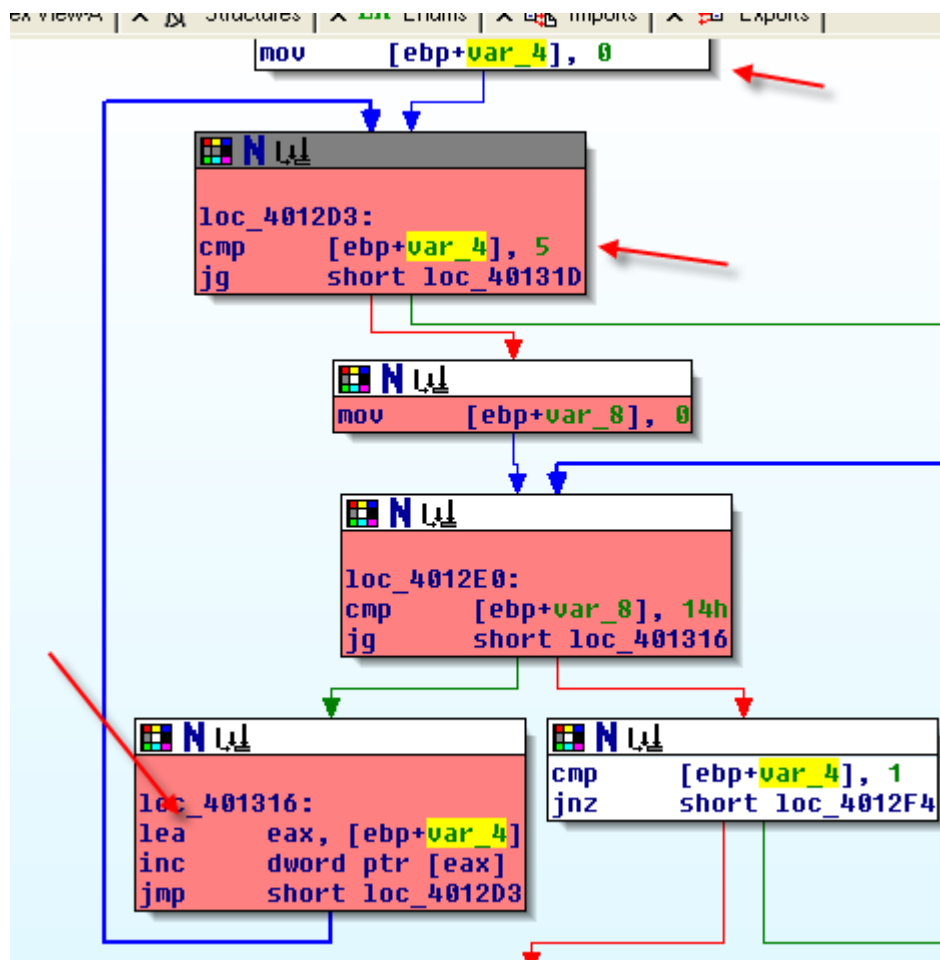 ex View-A Structures Enums Imports Exports
mov [ebp+var_4], 0
N
loc_4012D3:
cmp [ebp+var_4], 5
jg short loc_40131D
N
mov [ebp+var_8], 0
N
loc_4012E0:
cmp [ebp+var_8], 14h
jg short loc_401316
N
loc_401316:
lea eax, [ebp+var_4]
inc dword ptr [eax]
jmp short loc_4012D3
N
cmp [ebp+var_4], 1
jnz short loc_4012F4